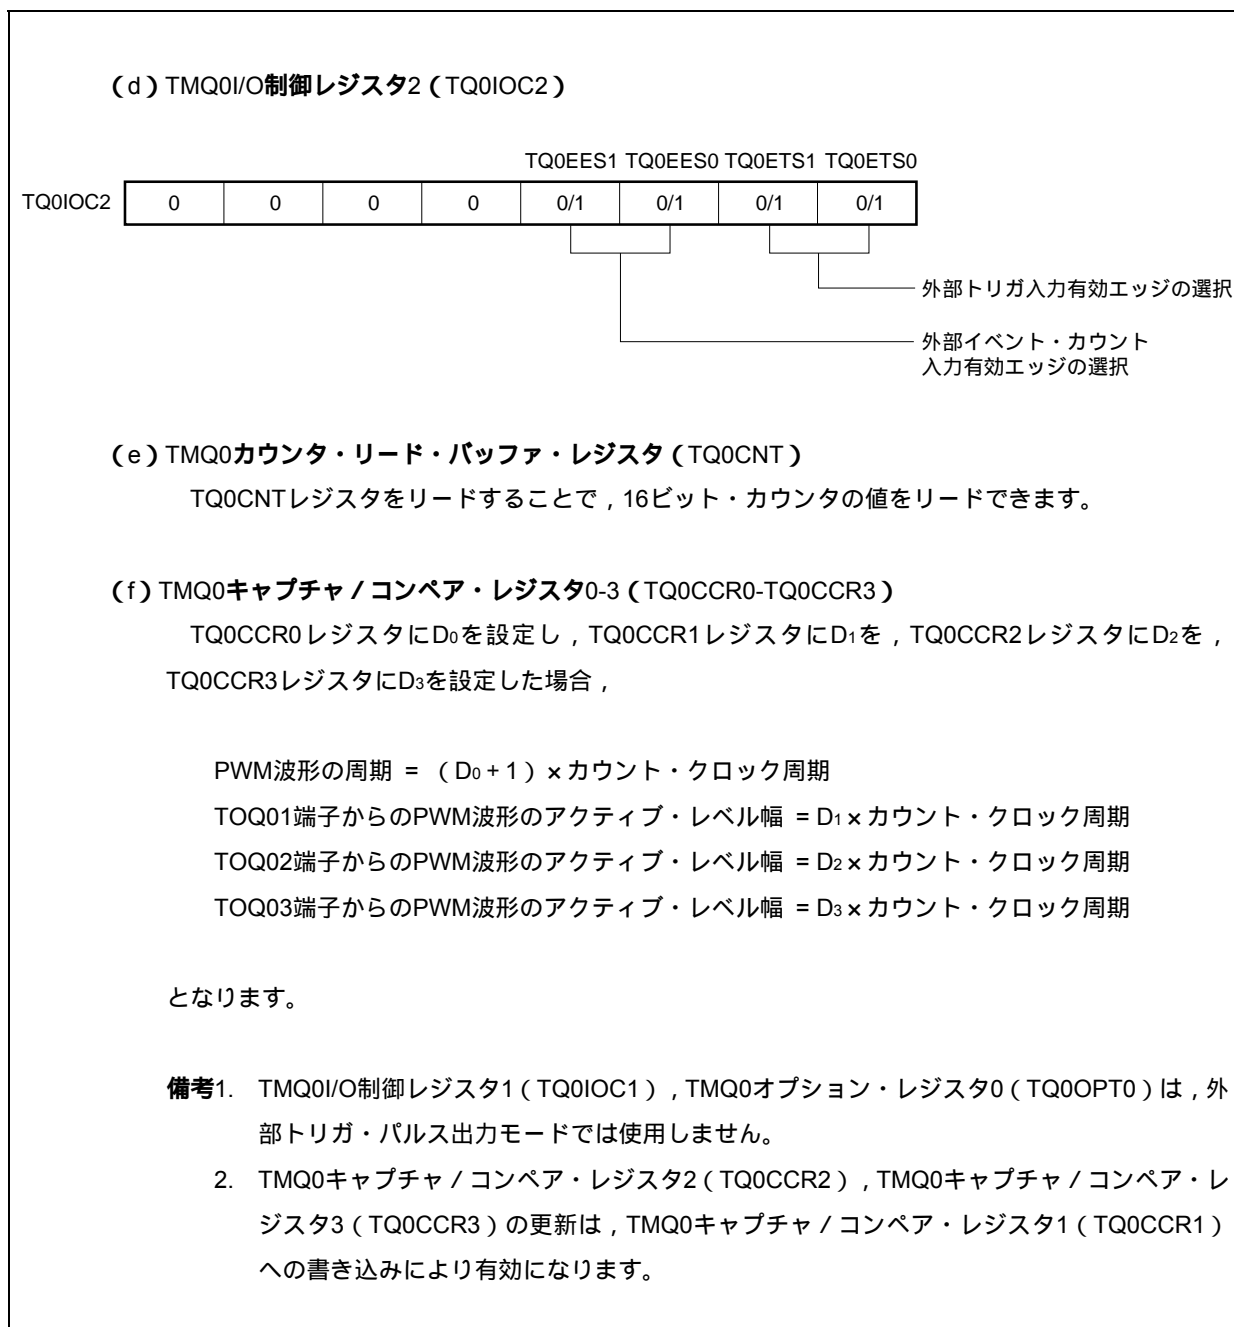 （d）TMQ0I/O制御レジスタ2（TQ0IOC2）
TQ0EES1 TQ0EES0 TQ0ETS1 TQ0ETS0
TQ0IOC2 0 0 0 0 0/1 0/1 0/1 0/1
外部トリガ入力有効エッジの選択
外部イベント・カウント
入力有効エッジの選択
（e）TMQ0カウンタ・リード・バッファ・レジスタ（TQ0CNT）
TQ0CNTレジスタをリードすることで，16ビット・カウンタの値をリードできます。
（f）TMQ0キャプチャ／コンペア・レジスタ0-3（TQ0CCR0-TQ0CCR3）
TQ0CCR0レジスタにD0を設定し，TQ0CCR1レジスタにD1を，TQ0CCR2レジスタにD2を，
TQ0CCR3レジスタにD3を設定した場合，
PWM波形の周期 = （D0＋1）×カウント・クロック周期
TOQ01端子からのPWM波形のアクティブ・レベル幅 = D1×カウント・クロック周期
TOQ02端子からのPWM波形のアクティブ・レベル幅 = D2×カウント・クロック周期
TOQ03端子からのPWM波形のアクティブ・レベル幅 = D3×カウント・クロック周期
となります。
備考1. TMQ0I/O制御レジスタ1（TQ0IOC1），TMQ0オプション・レジスタ0（TQ0OPT0）は，外
部トリガ・パルス出力モードでは使用しません。
2. TMQ0キャプチャ／コンペア・レジスタ2（TQ0CCR2），TMQ0キャプチャ／コンペア・レ
ジスタ3（TQ0CCR3）の更新は，TMQ0キャプチャ／コンペア・レジスタ1（TQ0CCR1）
への書き込みにより有効になります。